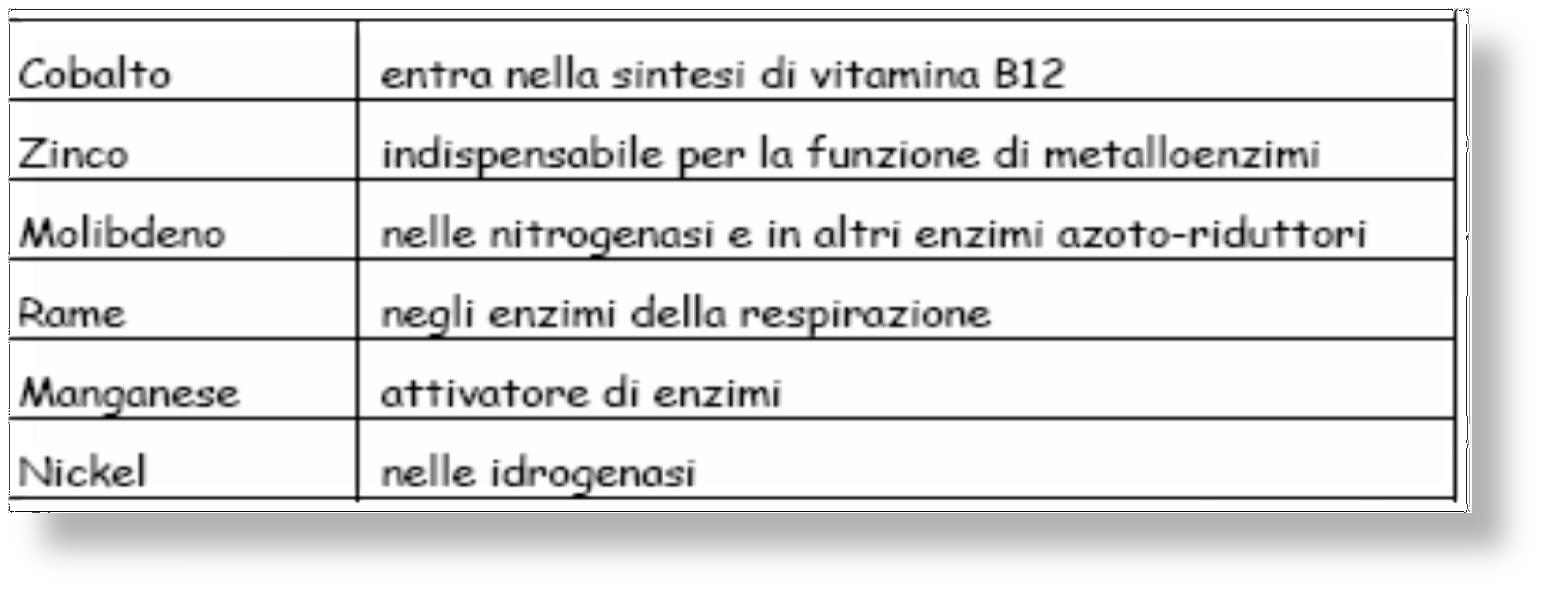 Cobalto entra nella sintesi di vitamina B12
Zinco indispensabile per la funzione di metalloenzimi
Molibdeno nelle nitrogenasi e in altri enzimi azoto-riduttori
Rame negli enzimi della respirazione
Manganese attivatore di enzimi
Nickel nelle idrogenasi